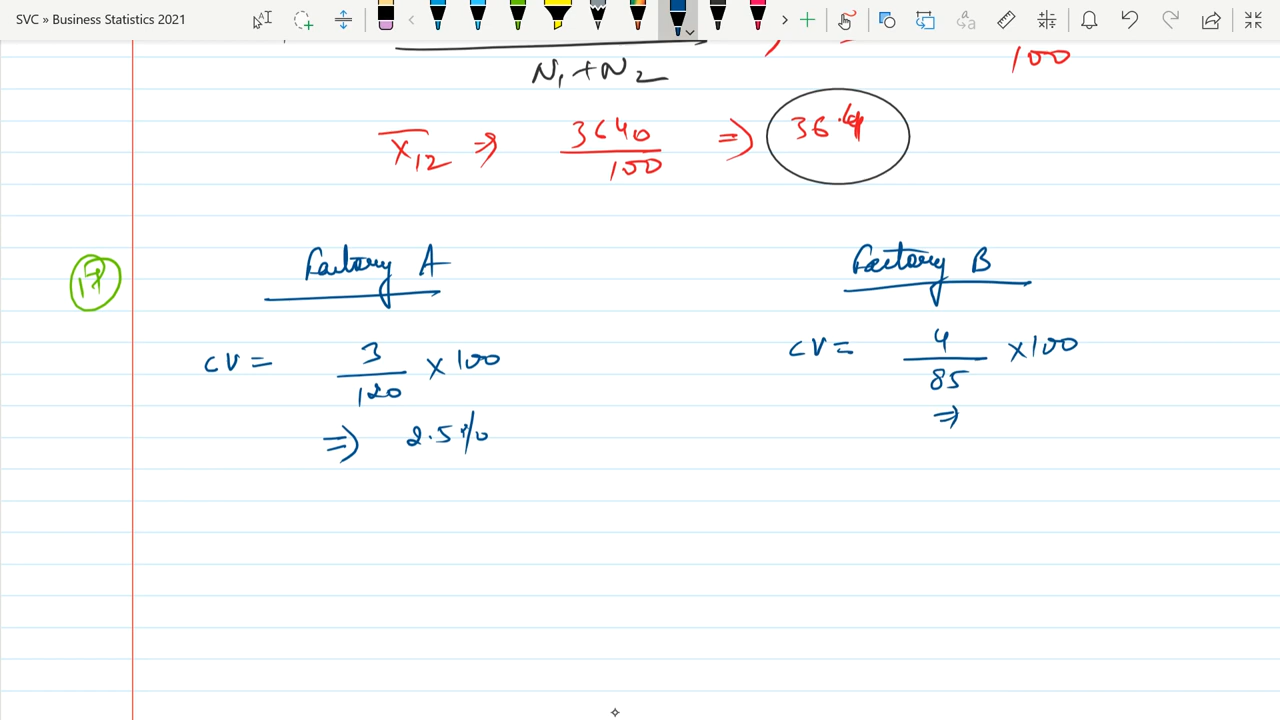 SVC » Business Statistics 2021
100
N1 + N2
X̄12 ⇒ 3640/100 ⇒ 36.4
17
Factory A
Factory B
CV = 3/120 × 100
CV = 4/85 × 100
⇒ 2.5%
⇒